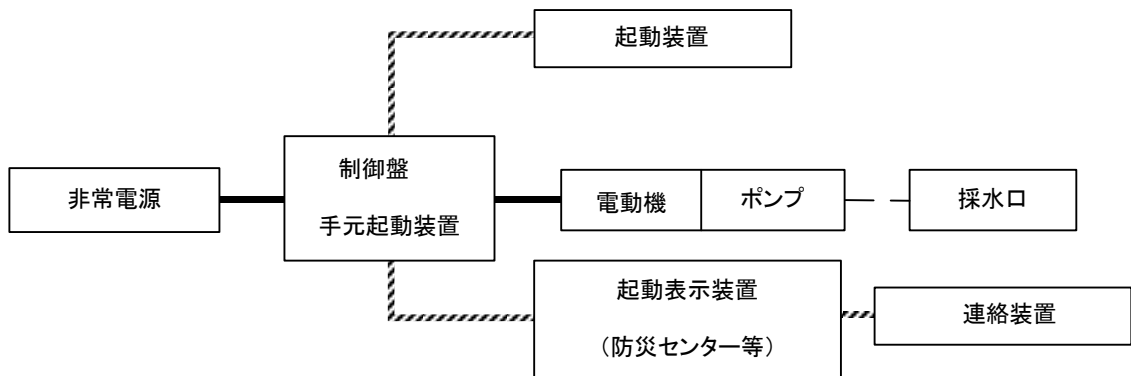 起動装置
制御盤
手元起動装置
非常電源
電動機
ポンプ
採水口
起動表示装置
（防災センター等）
連絡装置